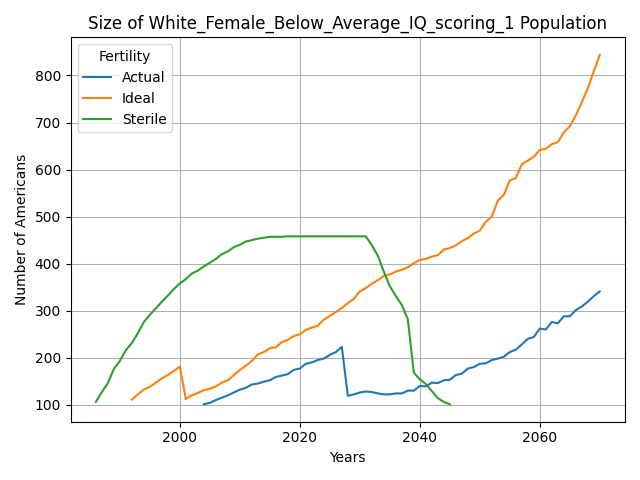 Size of White_Female_Below_Average_IQ_scoring_1 Population
Fertility
Actual
Ideal
Sterile
Number of Americans
800
700
600
500
400
300
200
100
2000
2020
2040
2060
Years